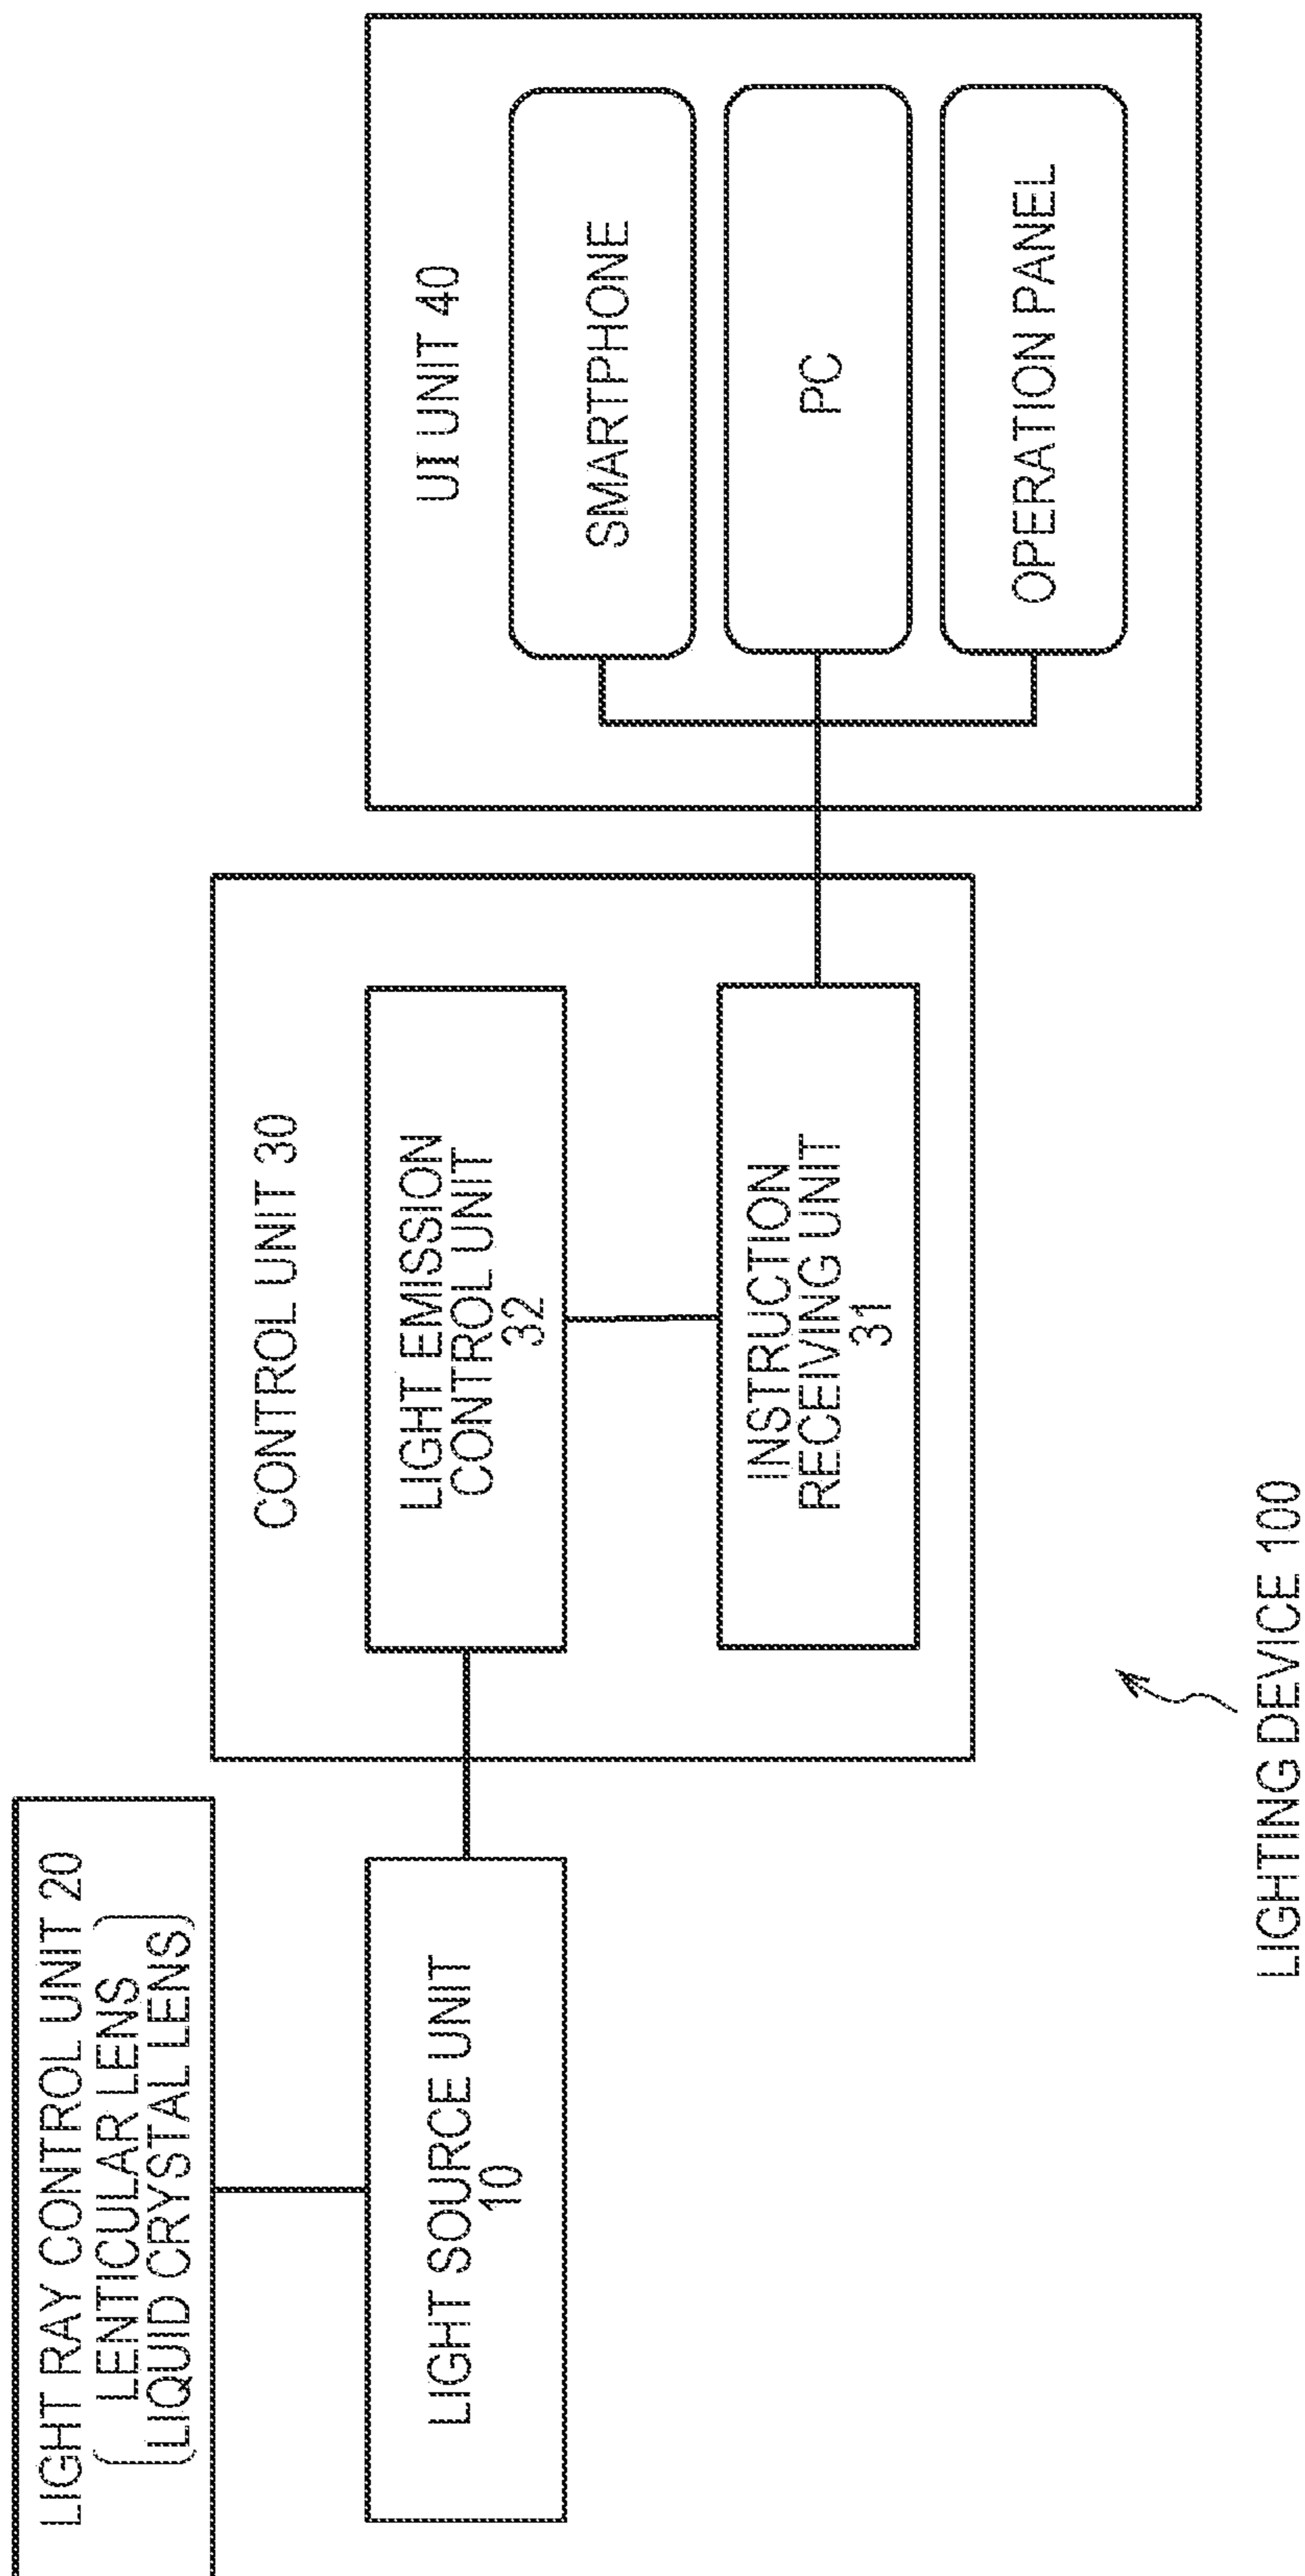 LIGHT RAY CONTROL UNIT 20
(LENTICULAR LENS
LIQUID CRYSTAL LENS)
LIGHT SOURCE UNIT
10
CONTROL UNIT 30
LIGHT EMISSION
CONTROL UNIT
32
INSTRUCTION
RECEIVING UNIT
31
UI UNIT 40
SMARTPHONE
PC
OPERATION PANEL
LIGHTING DEVICE 100